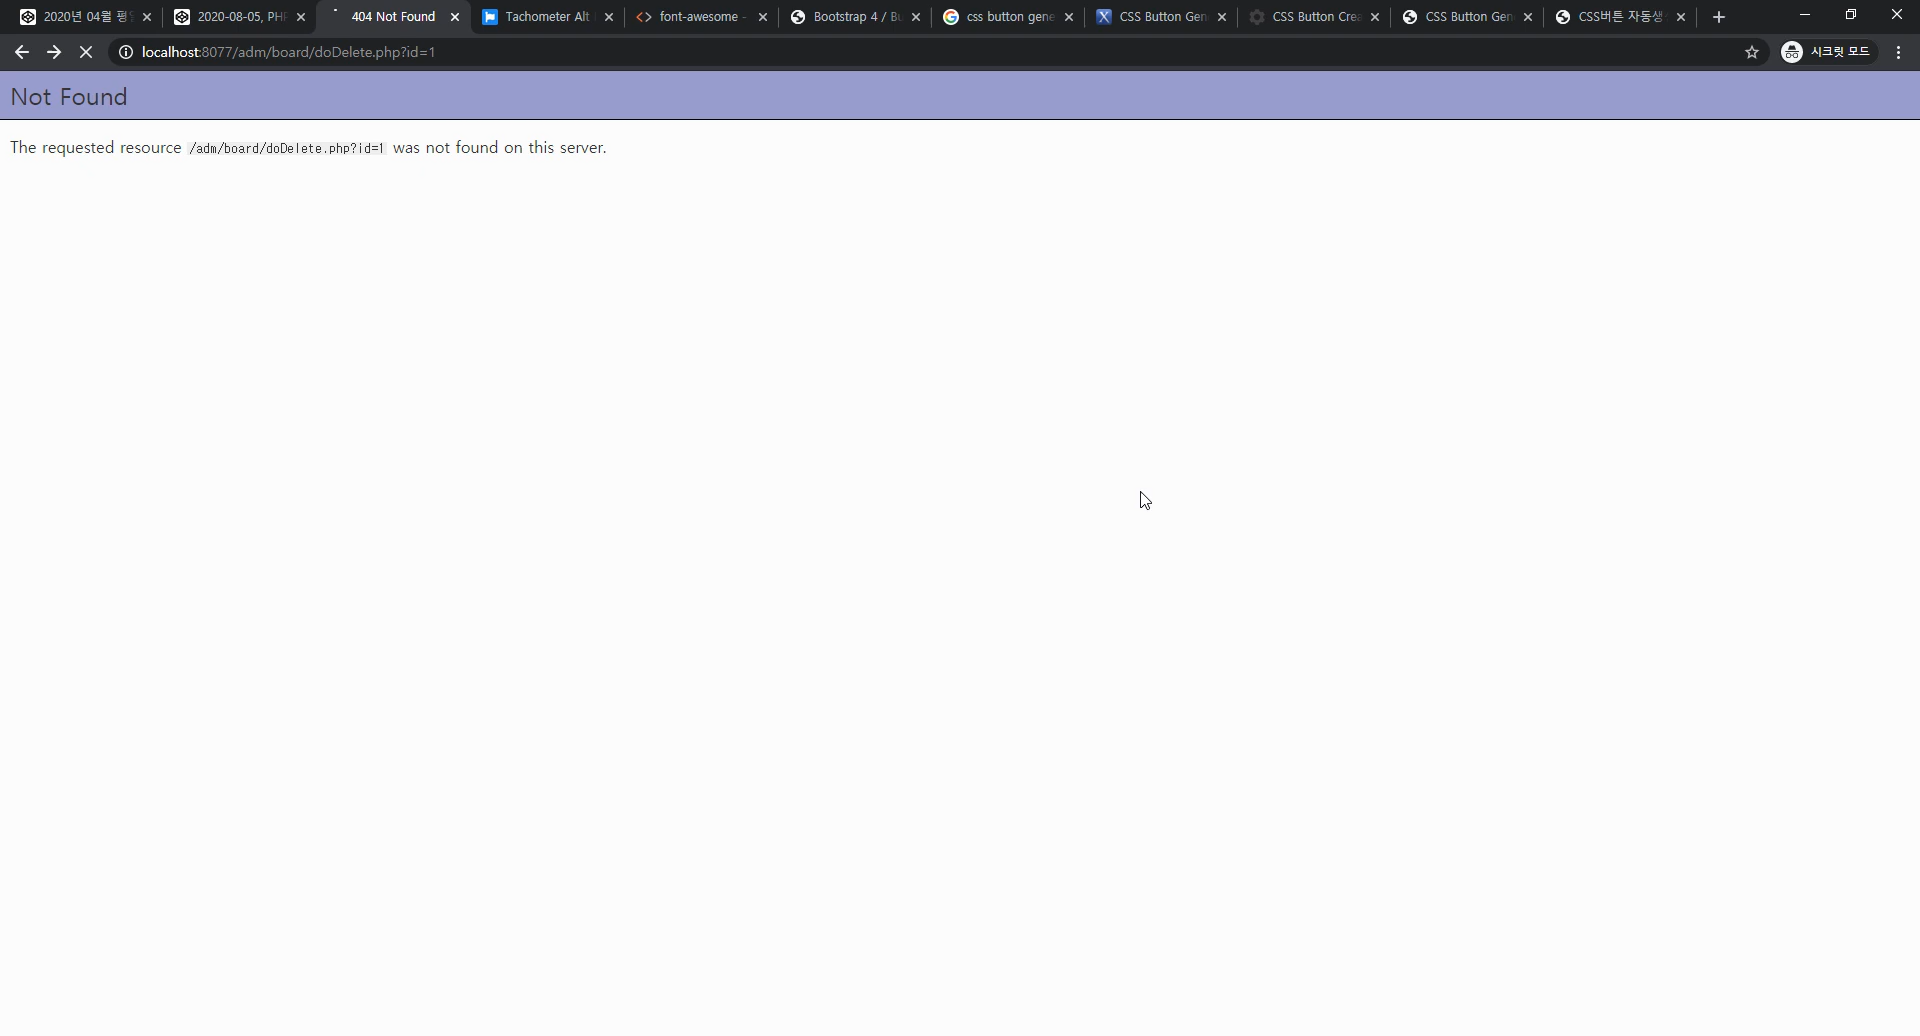 2020년 04월 평
2020-08-05, PH
404 Not Found
Tachometer Alt
font-awesome -
Bootstrap 4 / Bu
css button gene
CSS Button Gen
CSS Button Crea
CSS Button Gen
CSS버튼 자동생
localhost:8077/adm/board/doDelete.php?id=1
시크릿 모드
Not Found
The requested resource /adm/board/doDelete.php?id=1 was not found on this server.